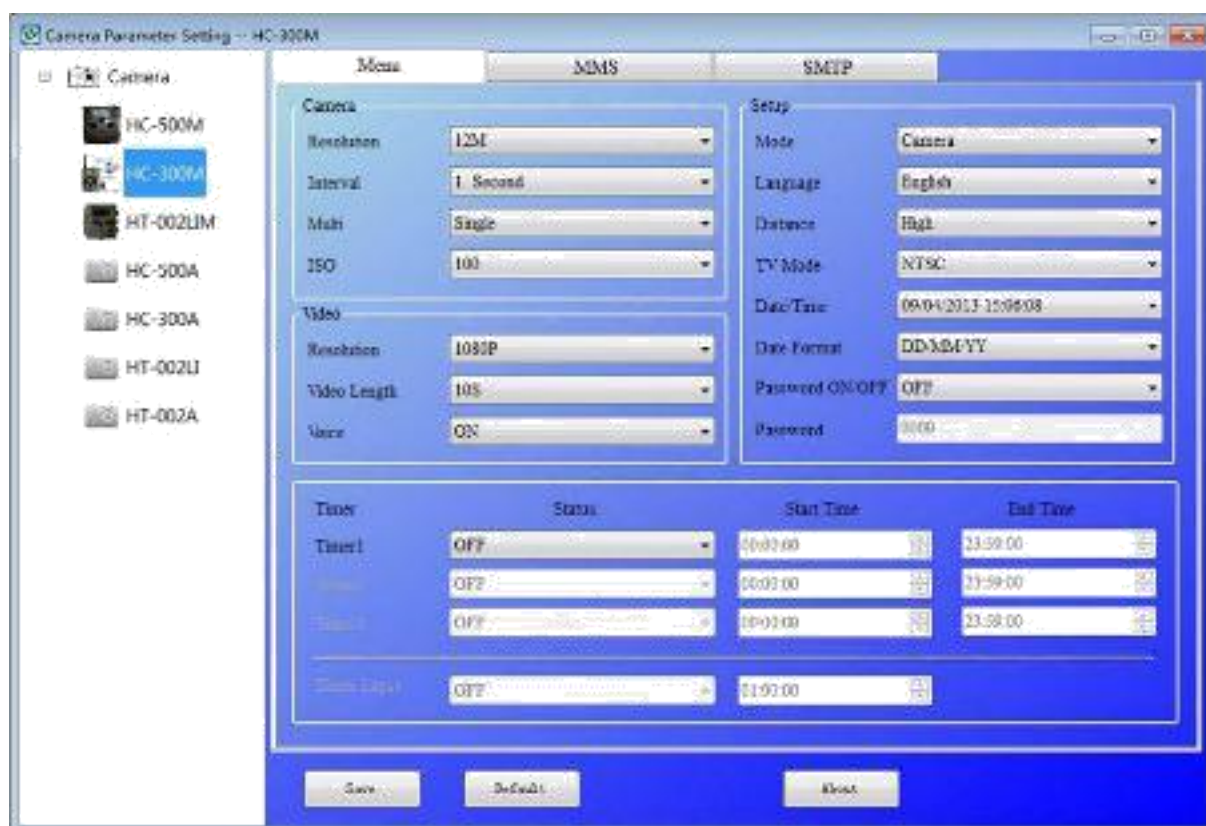 Camera Parameter Setting -- HC-300M
Camera
HC-500M
HC-300M
HT-002LIM
HC-500A
HC-300A
HT-002LI
HT-002A
Menu MMS SMTP
Camera
Resolution 12M
Interval 1 Second
Multi Single
ISO 100
Video
Resolution 1080P
Video Length 10S
Voice ON
Setup
Mode Camera
Language English
Distance High
TV Mode NTSC
Date/Time 09/04/2013 15:06:08
Date Format DD/MM/YY
Password ON/OFF OFF
Password 0000
Timer Status Start Time End Time
Timer1 OFF 00:00:00 23:59:00
OFF 00:00:00 23:59:00
OFF 00:00:00 23:59:00
Time Lapse OFF 01:00:00
Save Default About